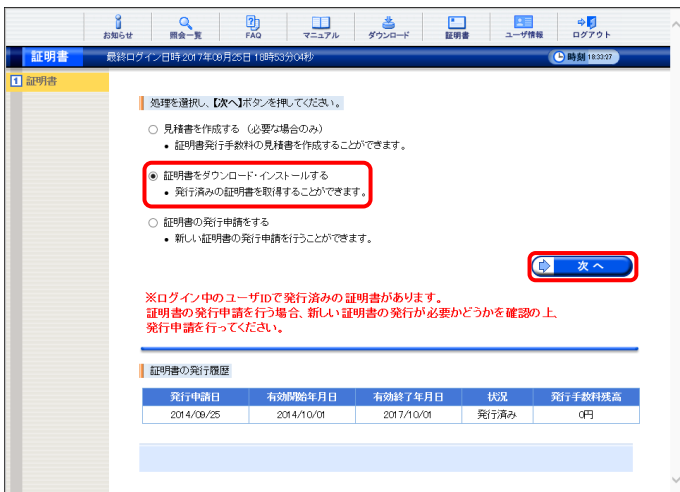 お知らせ 照会一覧 FAQ マニュアル ダウンロード 証明書 ユーザ情報 ログアウト
証明書 最終ログイン日時 2017年09月25日 18時53分04秒 時刻 18:33:27
1 証明書
処理を選択し、【次へ】ボタンを押してください。
見積書を作成する (必要な場合のみ)
• 証明書発行手数料の見積書を作成することができます。
証明書をダウンロード・インストールする
• 発行済みの証明書を取得することができます。
証明書の発行申請をする
• 新しい証明書の発行申請を行うことができます。
次 へ
※ログイン中のユーザIDで発行済みの証明書があります。
証明書の発行申請を行う場合、新しい証明書の発行が必要かどうかを確認の上、
発行申請を行ってください。
証明書の発行履歴
発行申請日 有効開始年月日 有効終了年月日 状況 発行手数料残高
2014/09/25 2014/10/01 2017/10/01 発行済み 0円